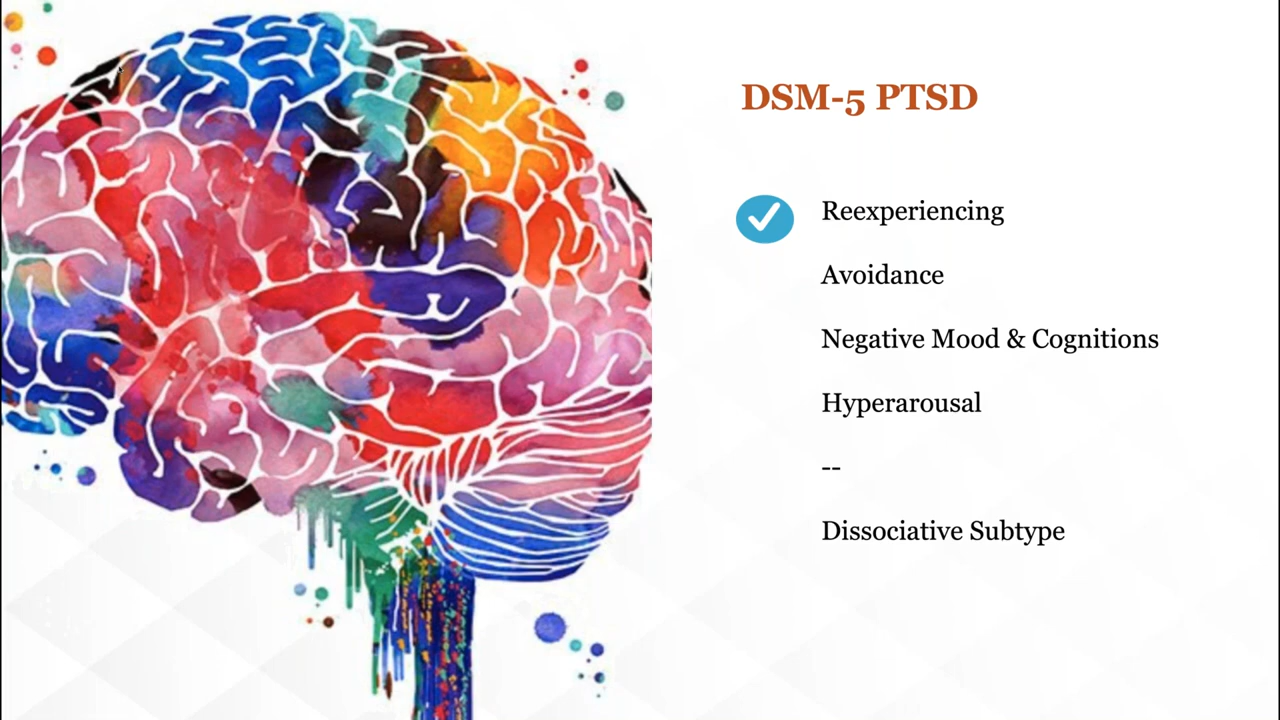 DSM-5 PTSD
Reexperiencing
Avoidance
Negative Mood & Cognitions
Hyperarousal
--
Dissociative Subtype